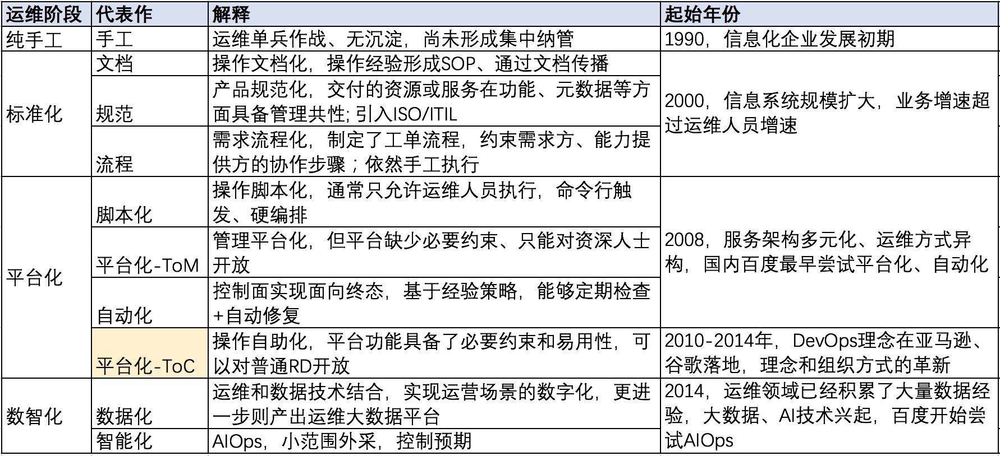 运维阶段 代表作 解释 起始年份
纯手工 手工 运维单兵作战、无沉淀，尚未形成集中纳管 1990，信息化企业发展初期
标准化
文档 操作文档化，操作经验形成SOP、通过文档传播
规范
产品规范化，交付的资源或服务在功能、元数据等方
面具备管理共性; 引入ISO/ITIL
流程
需求流程化，制定了工单流程，约束需求方、能力提
供方的协作步骤；依然手工执行
2000，信息系统规模扩大，业务增速超
过运维人员增速
平台化
脚本化
操作脚本化，通常只允许运维人员执行，命令行触
发、硬编排
平台化-ToM
管理平台化，但平台缺少必要约束、只能对资深人士
开放
自动化
控制面实现面向终态，基于经验策略，能够定期检查
+自动修复
2008，服务架构多元化、运维方式异
构，国内百度最早尝试平台化、自动化
平台化-ToC
操作自助化，平台功能具备了必要约束和易用性，可
以对普通RD开放
2010-2014年，DevOps理念在亚马逊、
谷歌落地，理念和组织方式的革新
数智化
数据化
运维和数据技术结合，实现运营场景的数字化，更进
一步则产出运维大数据平台
智能化 AIOps，小范围外采，控制预期
2014，运维领域已经积累了大量数据经
验，大数据、AI技术兴起，百度开始尝
试AIOps